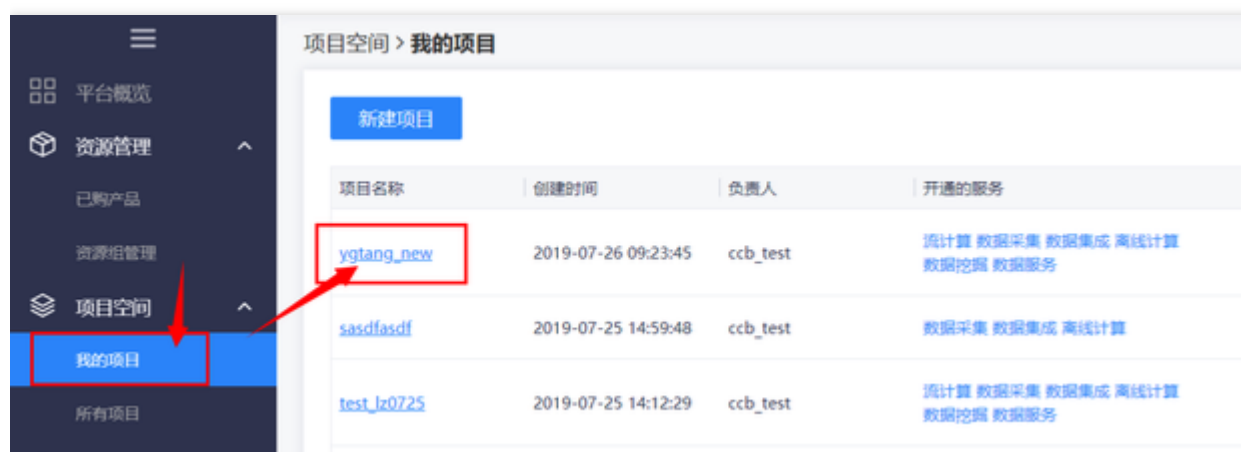 项目空间 > 我的项目
平台概览
资源管理
已购产品
资源组管理
项目空间
我的项目
所有项目
新建项目
项目名称 创建时间 负责人 开通的服务
ygtang_new 2019-07-26 09:23:45 ccb_test 流计算 数据采集 数据集成 离线计算
数据挖掘 数据服务
sasdfasdf 2019-07-25 14:59:48 ccb_test 数据采集 数据集成 离线计算
test_lz0725 2019-07-25 14:12:29 ccb_test 流计算 数据采集 数据集成 离线计算
数据挖掘 数据服务